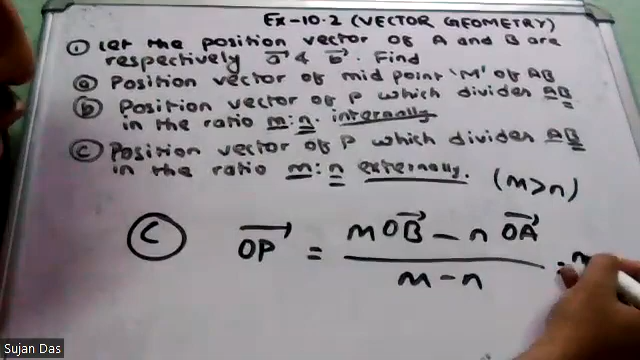 Ex-10.2 (VECTOR GEOMETRY)
① Let the position vector of A and B are
respectively a⃗ & b⃗. Find
ⓐ Position vector of mid point 'M' of AB
ⓑ Position vector of P which divides AB
in the ratio m:n internally
ⓒ Position vector of P which divides AB
in the ratio m:n externally. (m>n)
Ⓒ OP⃗ = (m OB⃗ - n OA⃗) / (m - n) =
Sujan Das